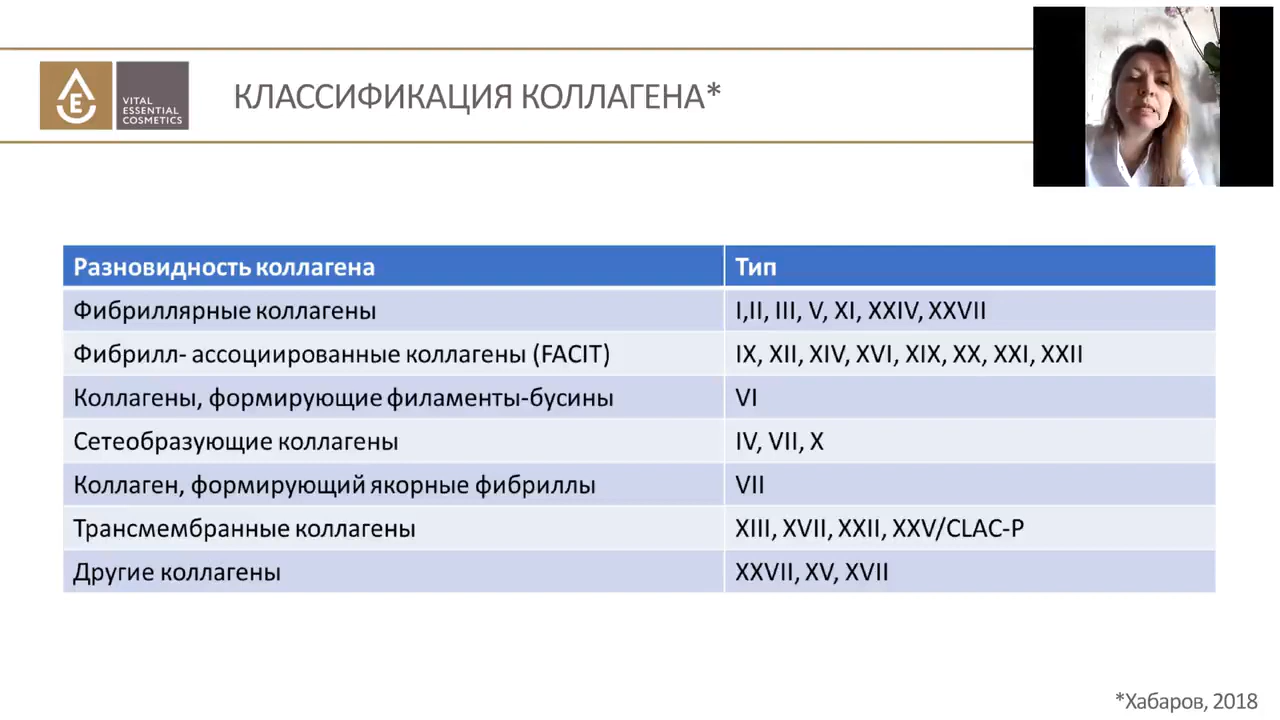 E
VITAL
ESSENTIAL
COSMETICS
КЛАССИФИКАЦИЯ КОЛЛАГЕНА*
Разновидность коллагена Тип
Фибриллярные коллагены I,II, III, V, XI, XXIV, XXVII
Фибрилл- ассоциированные коллагены (FACIT) IX, XII, XIV, XVI, XIX, XX, XXI, XXII
Коллагены, формирующие филаменты-бусины VI
Сетеобразующие коллагены IV, VII, X
Коллаген, формирующий якорные фибриллы VII
Трансмембранные коллагены XIII, XVII, XXII, XXV/CLAC-P
Другие коллагены XXVII, XV, XVII
*Хабаров, 2018